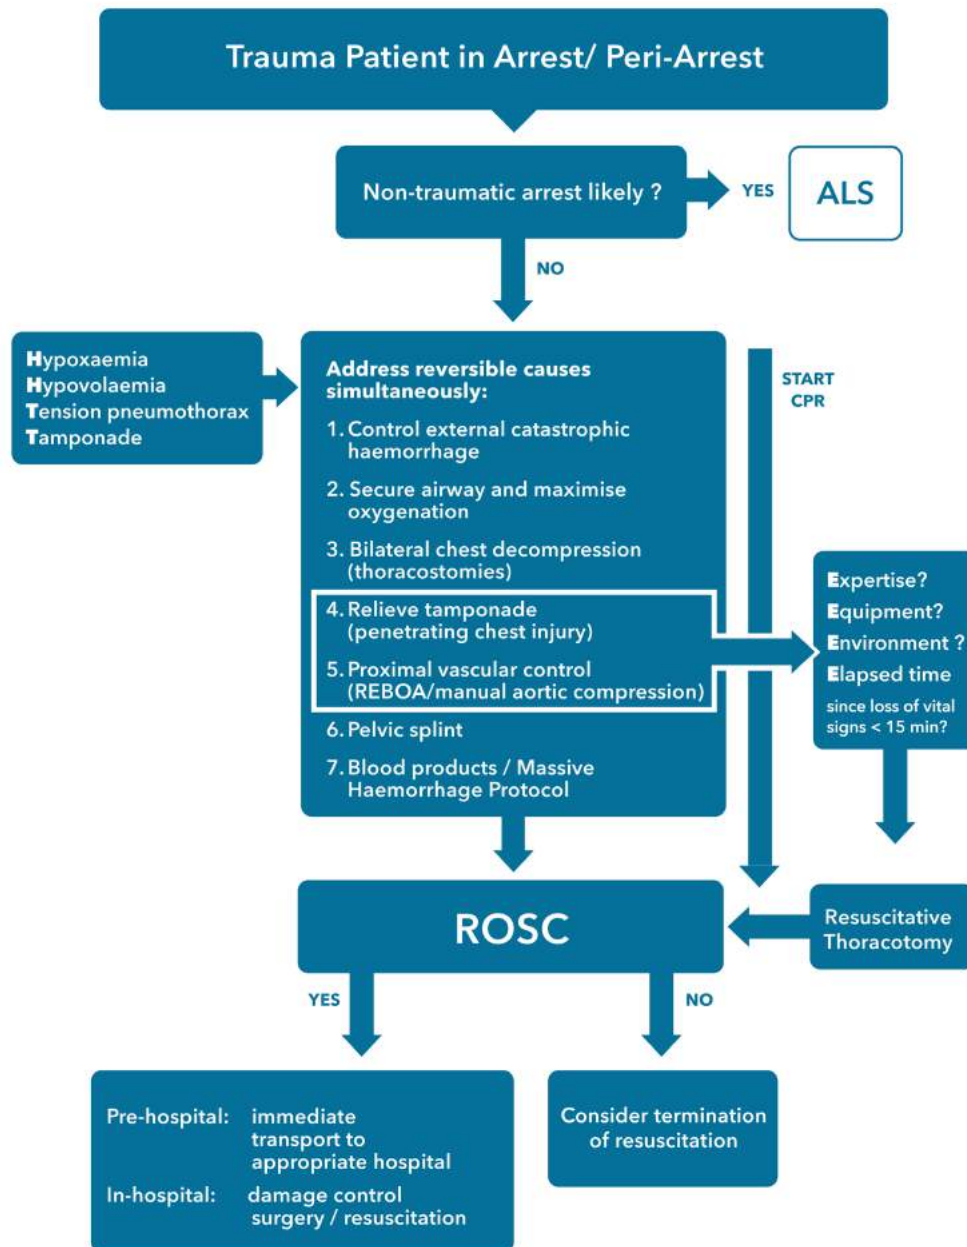 Trauma Patient in Arrest/ Peri-Arrest
Non-traumatic arrest likely ?
YES
ALS
NO
Hypoxaemia
Hypovolaemia
Tension pneumothorax
Tamponade
Address reversible causes
simultaneously:
1. Control external catastrophic
haemorrhage
2. Secure airway and maximise
oxygenation
3. Bilateral chest decompression
(thoracostomies)
4. Relieve tamponade
(penetrating chest injury)
5. Proximal vascular control
(REBOA/manual aortic compression)
6. Pelvic splint
7. Blood products / Massive
Haemorrhage Protocol
START
CPR
Expertise?
Equipment?
Environment ?
Elapsed time
since loss of vital
signs < 15 min?
Resuscitative
Thoracotomy
ROSC
YES
NO
Pre-hospital: immediate
transport to
appropriate hospital
In-hospital: damage control
surgery / resuscitation
Consider termination
of resuscitation